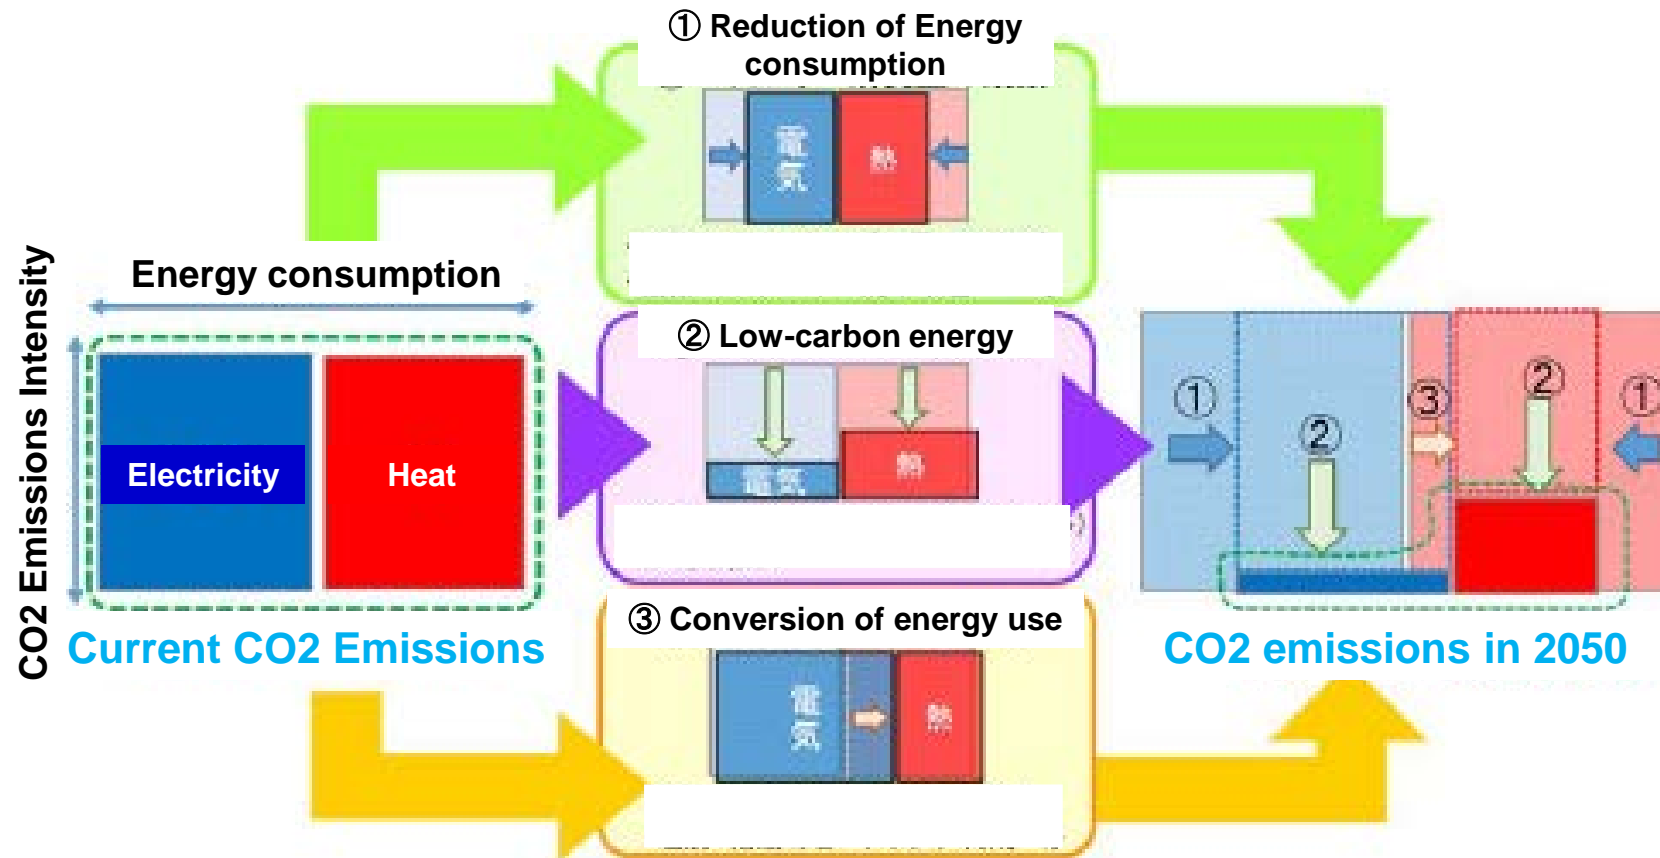 ① Reduction of Energy
consumption
電気
熱
CO2 Emissions Intensity
Energy consumption
Electricity
Heat
Current CO2 Emissions
② Low-carbon energy
電気
熱
③ Conversion of energy use
電気
熱
①
②
③
②
①
CO2 emissions in 2050